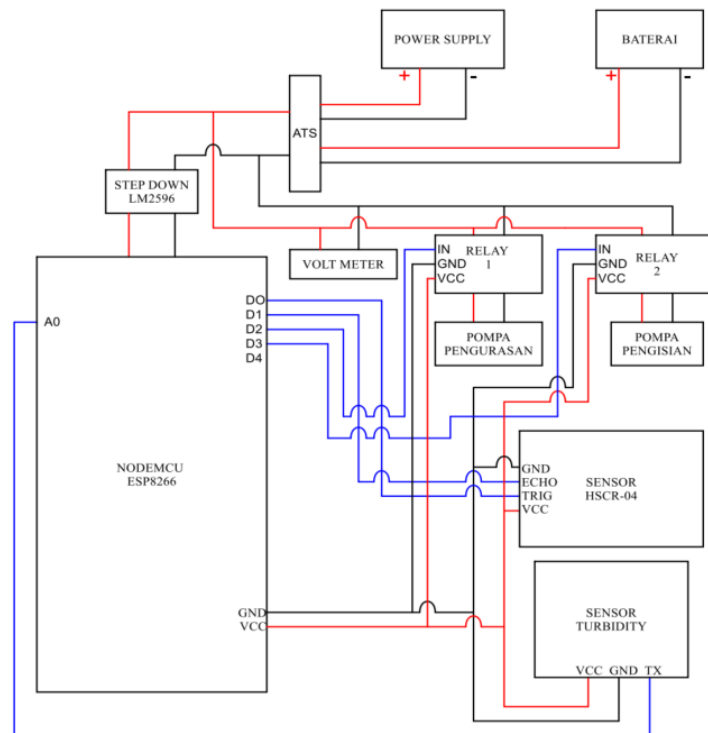 POWER SUPPLY
+
-
BATERAI
+
-
ATS
STEP DOWN
LM2596
VOLT METER
IN
GND
VCC
RELAY
1
IN
GND
VCC
RELAY
2
POMPA
PENGURASAN
POMPA
PENGISIAN
A0
DO
D1
D2
D3
D4
NODEMCU
ESP8266
GND
VCC
GND
ECHO
TRIG
VCC
SENSOR
HSCR-04
SENSOR
TURBIDITY
VCC GND TX